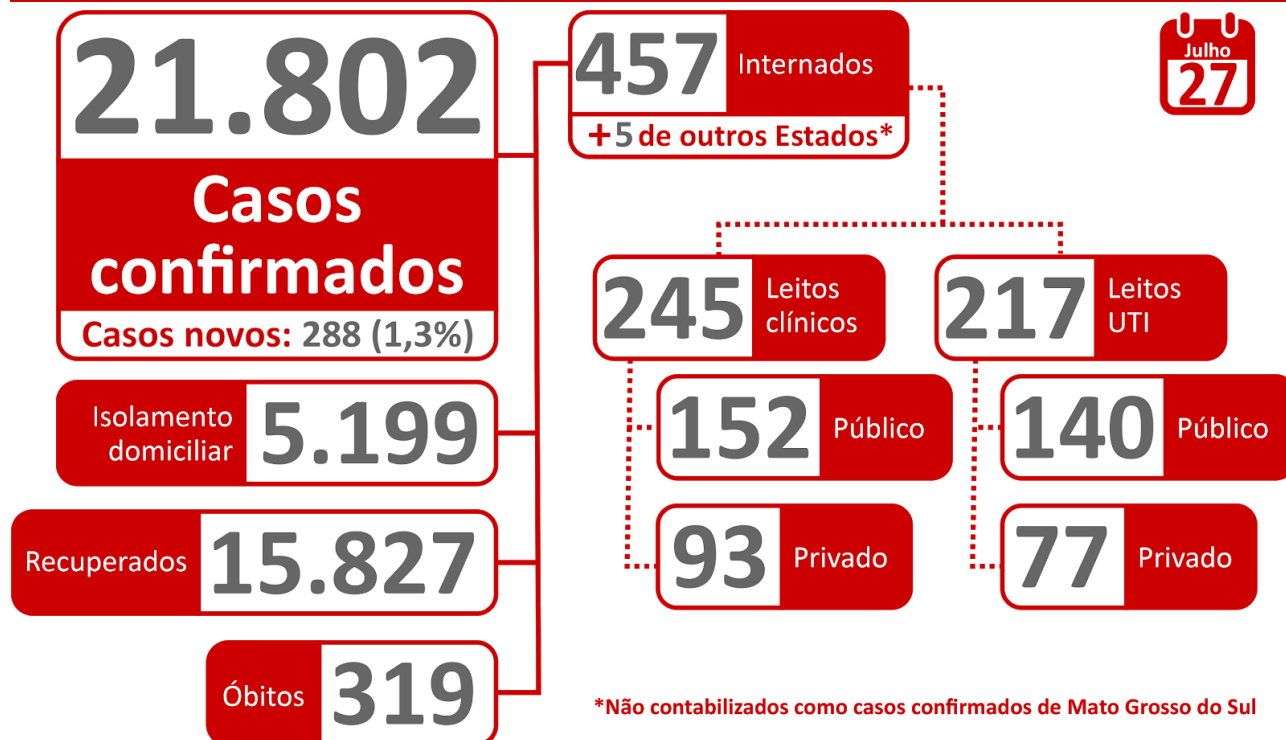 21.802
Casos
confirmados
Casos novos: 288 (1,3%)
Isolamento
domiciliar
5.199
Recuperados
15.827
Óbitos
319
457
Internados
+5 de outros Estados*
Julho
27
245
Leitos
clínicos
152
Público
93
Privado
217
Leitos
UTI
140
Público
77
Privado
*Não contabilizados como casos confirmados de Mato Grosso do Sul